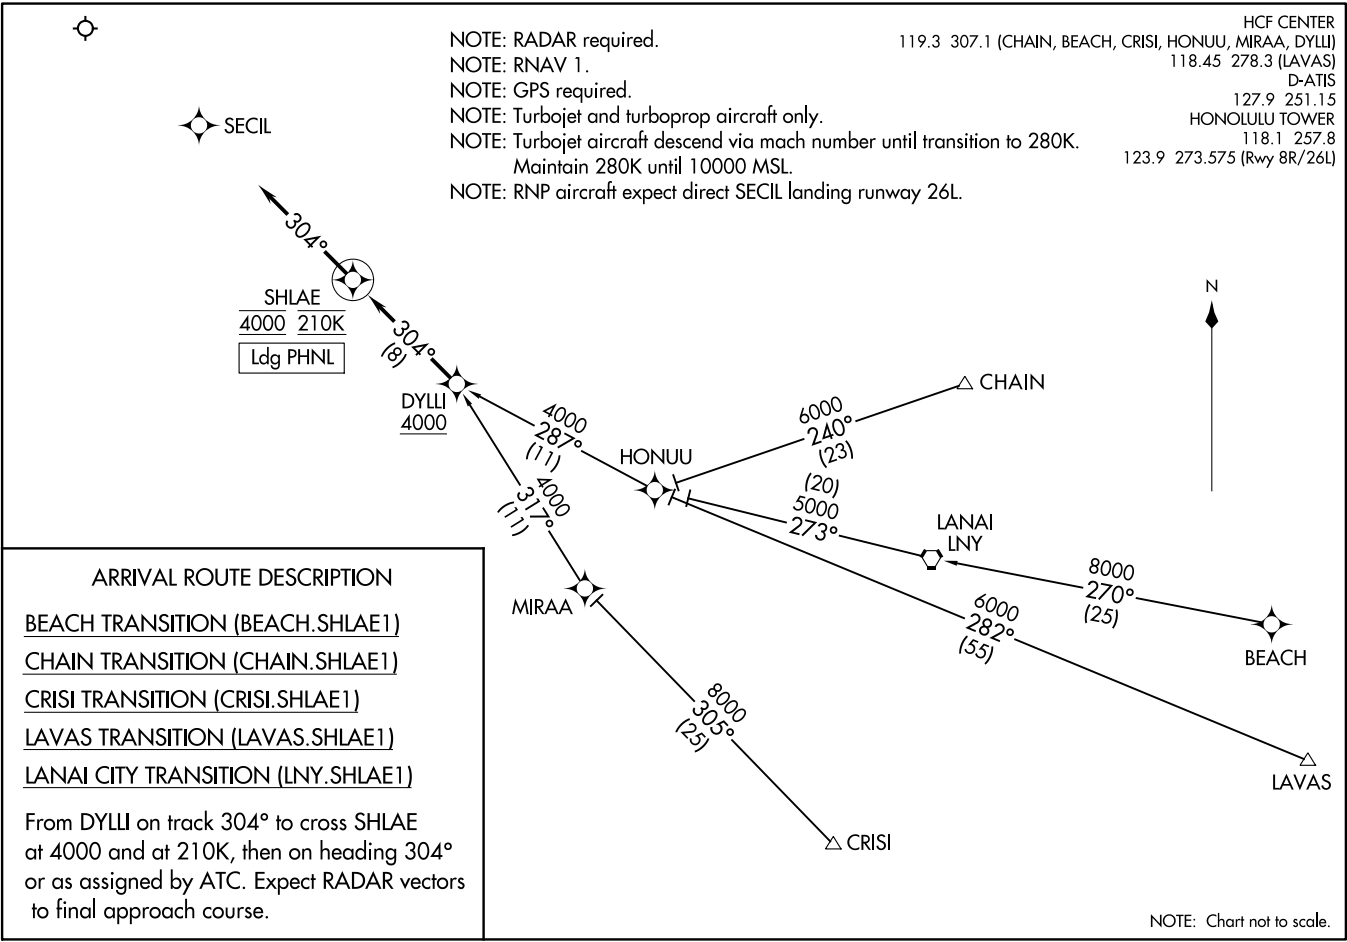 NOTE: RADAR required.
NOTE: RNAV 1.
NOTE: GPS required.
NOTE: Turbojet and turboprop aircraft only.
NOTE: Turbojet aircraft descend via mach number until transition to 280K.
Maintain 280K until 10000 MSL.
NOTE: RNP aircraft expect direct SECIL landing runway 26L.
HCF CENTER
119.3 307.1 (CHAIN, BEACH, CRISI, HONUU, MIRAA, DYLLI)
118.45 278.3 (LAVAS)
D-ATIS
127.9 251.15
HONOLULU TOWER
118.1 257.8
123.9 273.575 (Rwy 8R/26L)
SECIL
304°
SHLAE
4000 210K
Ldg PHNL
304°
(8)
DYLLI
4000
N
CHAIN
6000
240°
(23)
4000
287°
(11)
HONUU
4000
317°
(11)
(20)
5000
273°
LANAI
LNY
8000
270°
(25)
BEACH
6000
282°
(55)
LAVAS
MIRAA
8000
305°
(25)
CRISI
ARRIVAL ROUTE DESCRIPTION
BEACH TRANSITION (BEACH.SHLAE1)
CHAIN TRANSITION (CHAIN.SHLAE1)
CRISI TRANSITION (CRISI.SHLAE1)
LAVAS TRANSITION (LAVAS.SHLAE1)
LANAI CITY TRANSITION (LNY.SHLAE1)
From DYLLI on track 304° to cross SHLAE
at 4000 and at 210K, then on heading 304°
or as assigned by ATC. Expect RADAR vectors
to final approach course.
NOTE: Chart not to scale.